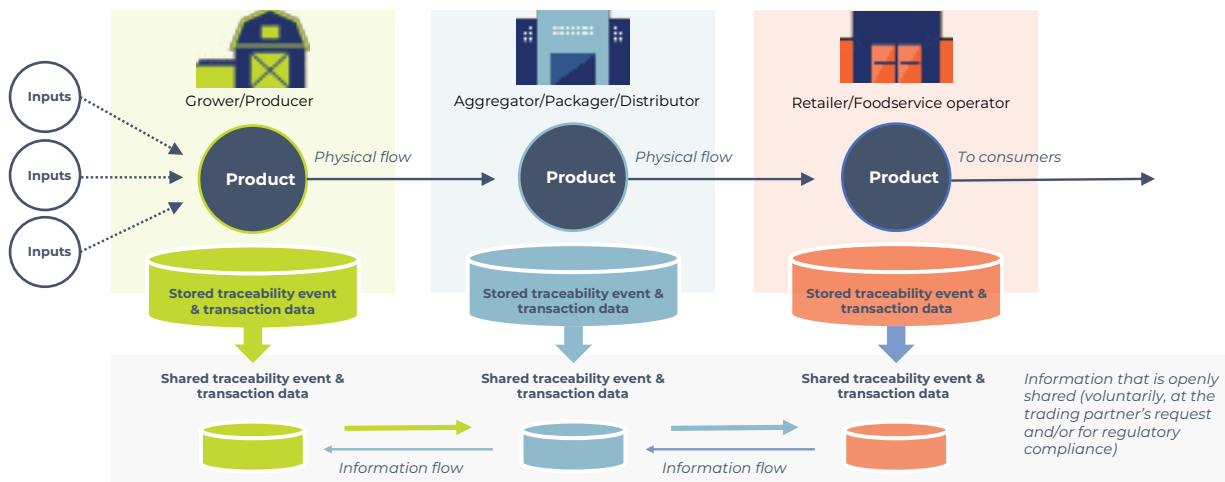 Grower/Producer
Aggregator/Packager/Distributor
Retailer/Foodservice operator
Inputs
Inputs
Inputs
Product
Physical flow
Product
Physical flow
Product
To consumers
Stored traceability event
& transaction data
Stored traceability event &
transaction data
Stored traceability event &
transaction data
Shared traceability event &
transaction data
Shared traceability event &
transaction data
Shared traceability event &
transaction data
Information flow
Information flow
Information that is openly
shared (voluntarily, at the
trading partner’s request
and/or for regulatory
compliance)